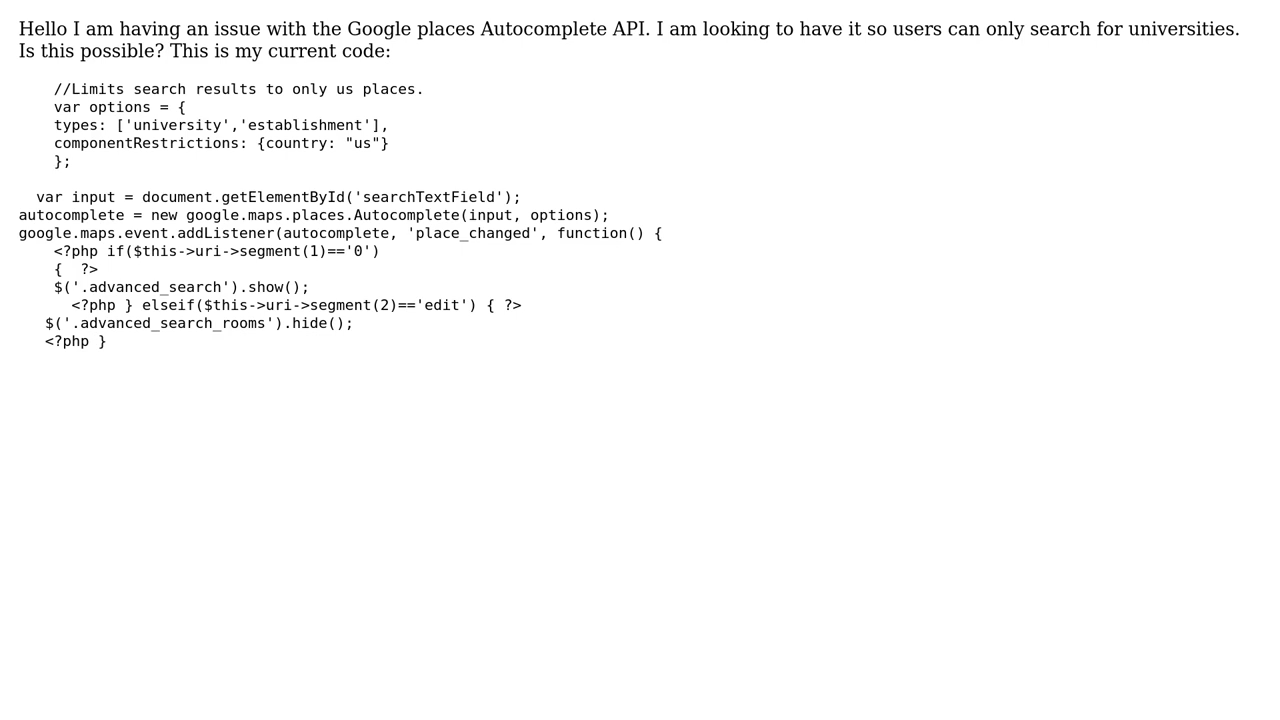 Hello I am having an issue with the Google places Autocomplete API. I am looking to have it so users can only search for universities.
Is this possible? This is my current code:
    //Limits search results to only us places.
    var options = {
    types: ['university','establishment'],
    componentRestrictions: {country: "us"}
    };
  var input = document.getElementById('searchTextField');
autocomplete = new google.maps.places.Autocomplete(input, options);
google.maps.event.addListener(autocomplete, 'place_changed', function() {
    <?php if($this->uri->segment(1)=='0')
    {  ?>
    $('.advanced_search').show();
      <?php } elseif($this->uri->segment(2)=='edit') { ?>
   $('.advanced_search_rooms').hide();
   <?php }